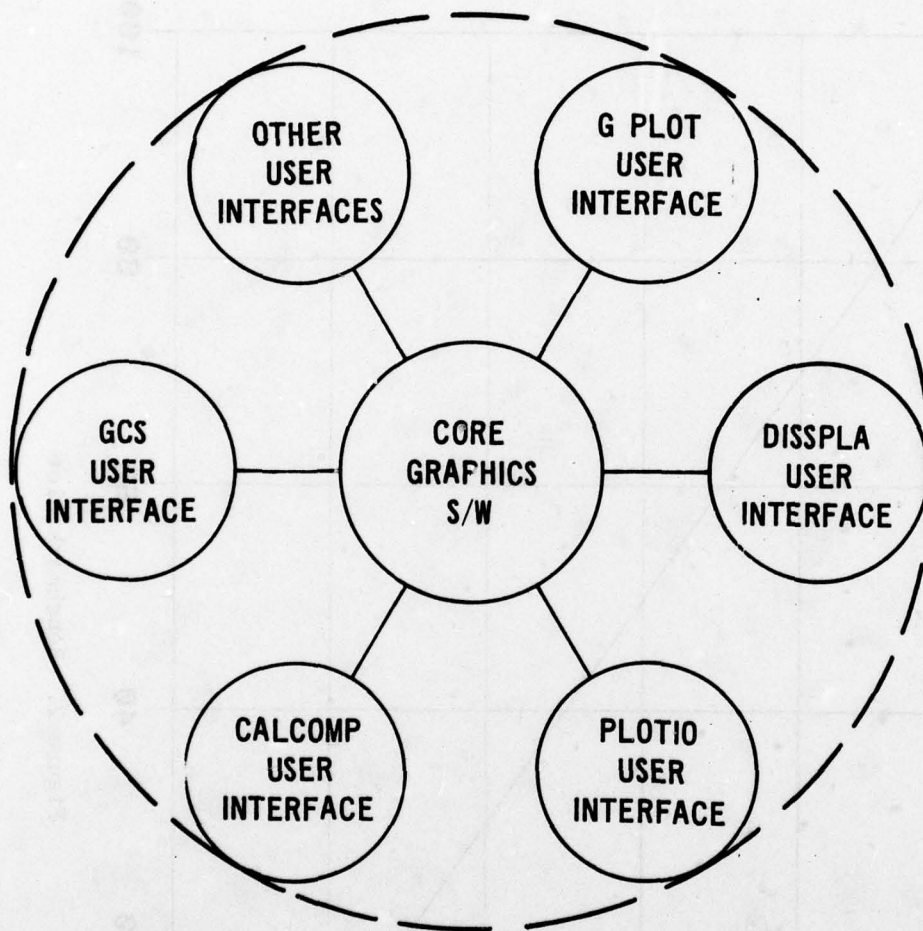 OTHER
USER
INTERFACES
G PLOT
USER
INTERFACE
GCS
USER
INTERFACE
CORE
GRAFHICS
S/W
DISSPLA
USER
INTERFACE
CALCOMP
USER
INTERFACE
PLOTIO
USER
INTERFACE